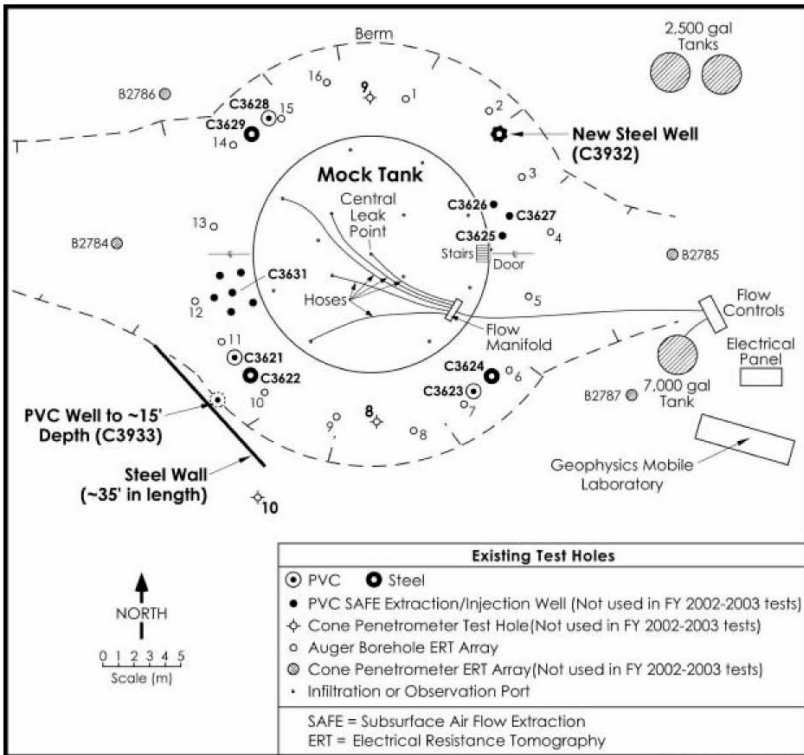 Berm
2,500 gal
Tanks
B2786
16
9
1
C3628
15
2
C3629
14
New Steel Well
(C3932)
Mock Tank
3
Central
Leak
Point
C3626
C3627
13
C3625
4
B2784
Stairs
Door
B2785
C3631
Hoses
12
5
Flow
Manifold
Flow
Controls
11
C3621
C3622
C3624
6
Electrical
Panel
7,000 gal
Tank
C3623
B2787
10
7
PVC Well to ~15'
Depth (C3933)
9
8
8
Steel Wall
(~35' in length)
Geophysics Mobile
Laboratory
10
NORTH
0 1 2 3 4 5
Scale (m)
Existing Test Holes
PVC Steel
PVC SAFE Extraction/Injection Well (Not used in FY 2002-2003 tests)
Cone Penetrometer Test Hole(Not used in FY 2002-2003 tests)
Auger Borehole ERT Array
Cone Penetrometer ERT Array(Not used in FY 2002-2003 tests)
Infiltration or Observation Port
SAFE = Subsurface Air Flow Extraction
ERT = Electrical Resistance Tomography